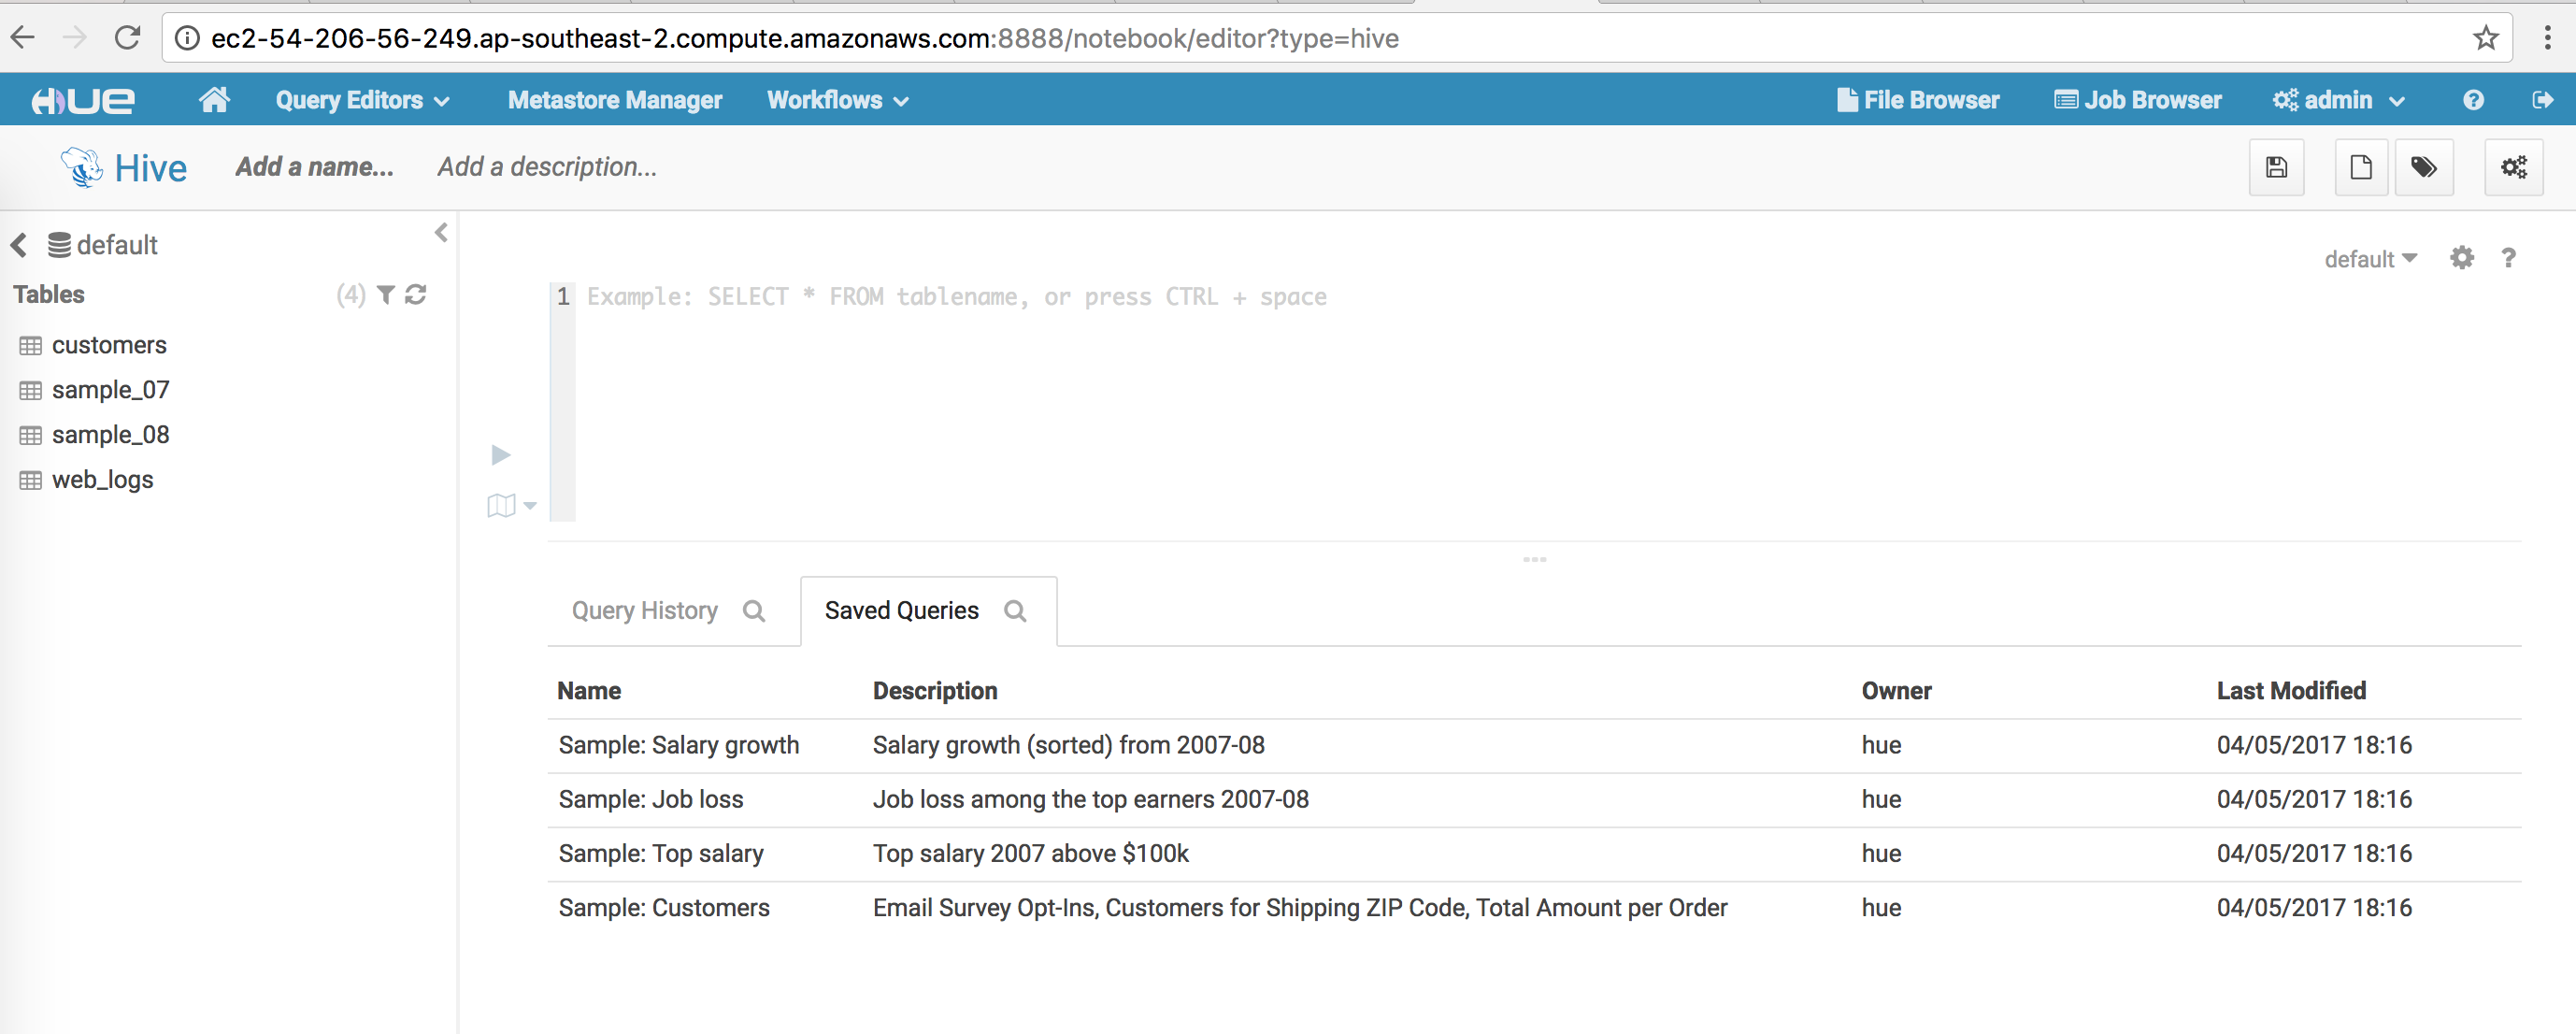 ec2-54-206-56-249.ap-southeast-2.compute.amazonaws.com:8888/notebook/editor?type=hive
HUE Query Editors Metastore Manager Workflows File Browser Job Browser admin
Hive Add a name... Add a description...
default
default
Tables (4)
1 Example: SELECT * FROM tablename, or press CTRL + space
customers
sample_07
sample_08
web_logs
Query History Saved Queries
Name Description Owner Last Modified
Sample: Salary growth Salary growth (sorted) from 2007-08 hue 04/05/2017 18:16
Sample: Job loss Job loss among the top earners 2007-08 hue 04/05/2017 18:16
Sample: Top salary Top salary 2007 above $100k hue 04/05/2017 18:16
Sample: Customers Email Survey Opt-Ins, Customers for Shipping ZIP Code, Total Amount per Order hue 04/05/2017 18:16